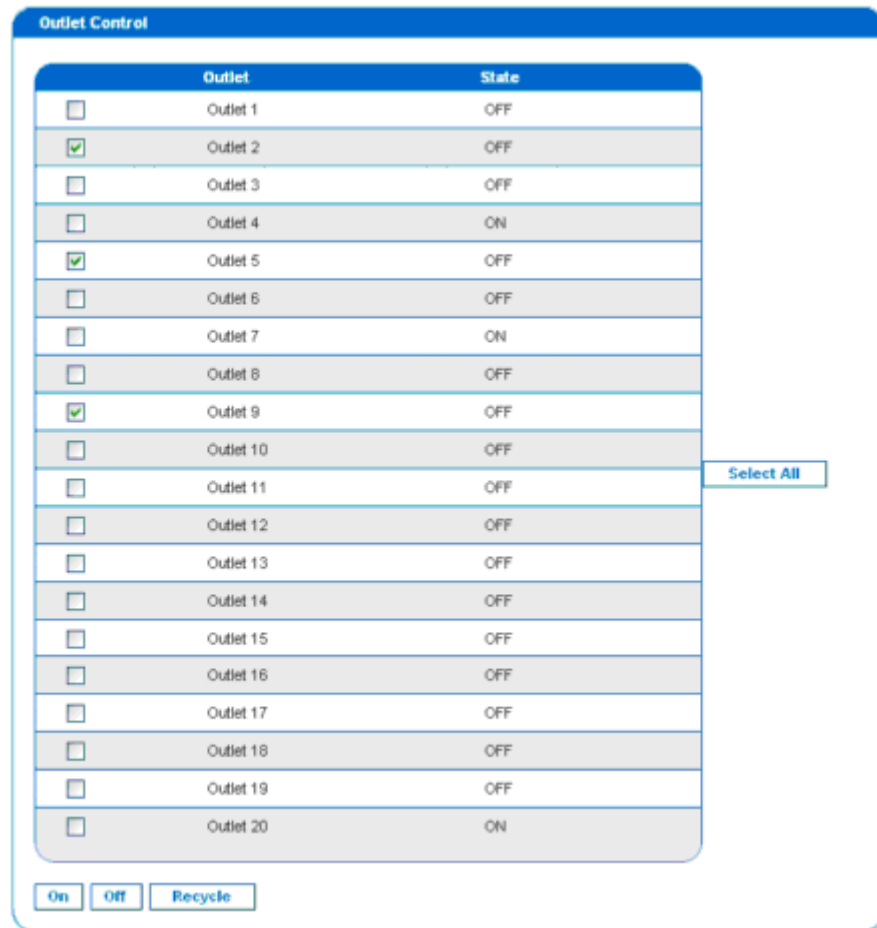 Outlet Control
Outlet State
Outlet 1 OFF
Outlet 2 OFF
Outlet 3 OFF
Outlet 4 ON
Outlet 5 OFF
Outlet 6 OFF
Outlet 7 ON
Outlet 8 OFF
Outlet 9 OFF
Outlet 10 OFF
Select All
Outlet 11 OFF
Outlet 12 OFF
Outlet 13 OFF
Outlet 14 OFF
Outlet 15 OFF
Outlet 16 OFF
Outlet 17 OFF
Outlet 18 OFF
Outlet 19 OFF
Outlet 20 ON
On Off Recycle